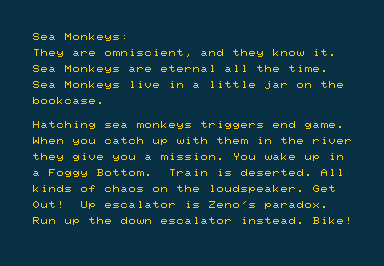 Sea Monkeys:
They are omniscient, and they know it.
Sea Monkeys are eternal all the time.
Sea Monkeys live in a little jar on the
bookcase.
Hatching sea monkeys triggers end game.
When you catch up with them in the river
they give you a mission. You wake up in
a Foggy Bottom.  Train is deserted. All
kinds of chaos on the loudspeaker. Get
Out!  Up escalator is Zeno's paradox.
Run up the down escalator instead. Bike!